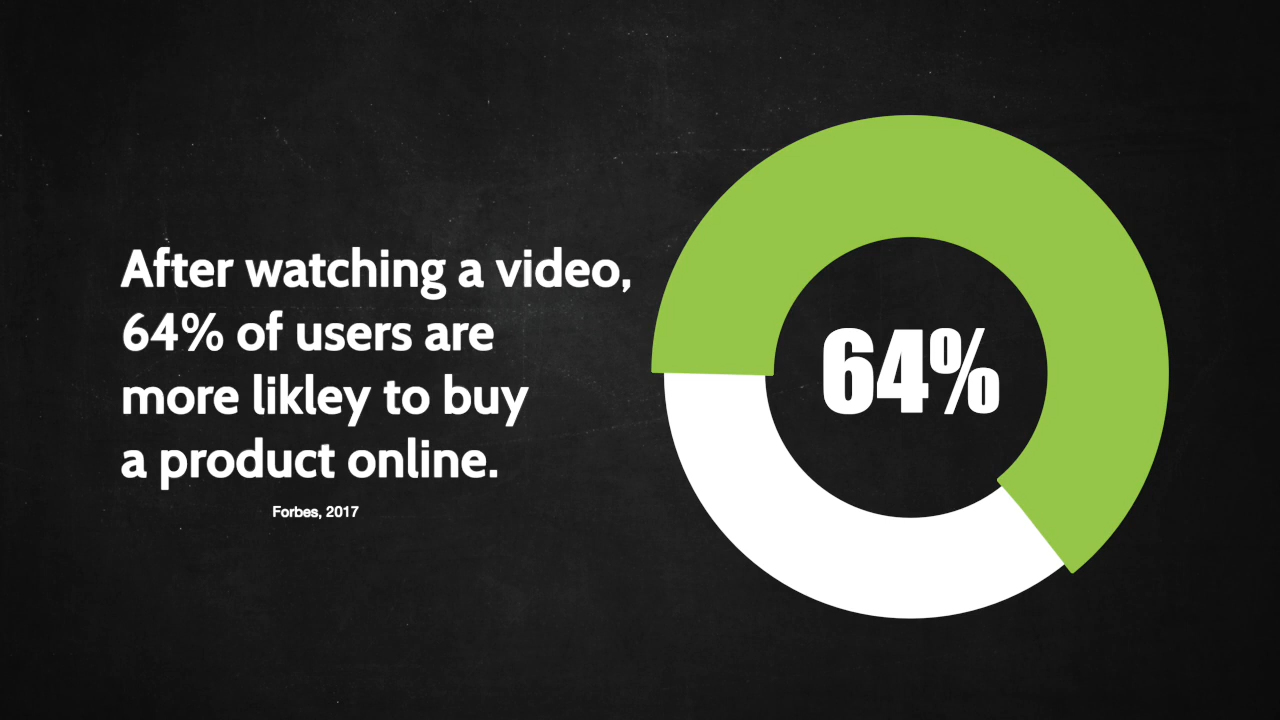 After watching a video,
64% of users are
more likley to buy
a product online.
Forbes, 2017
64%